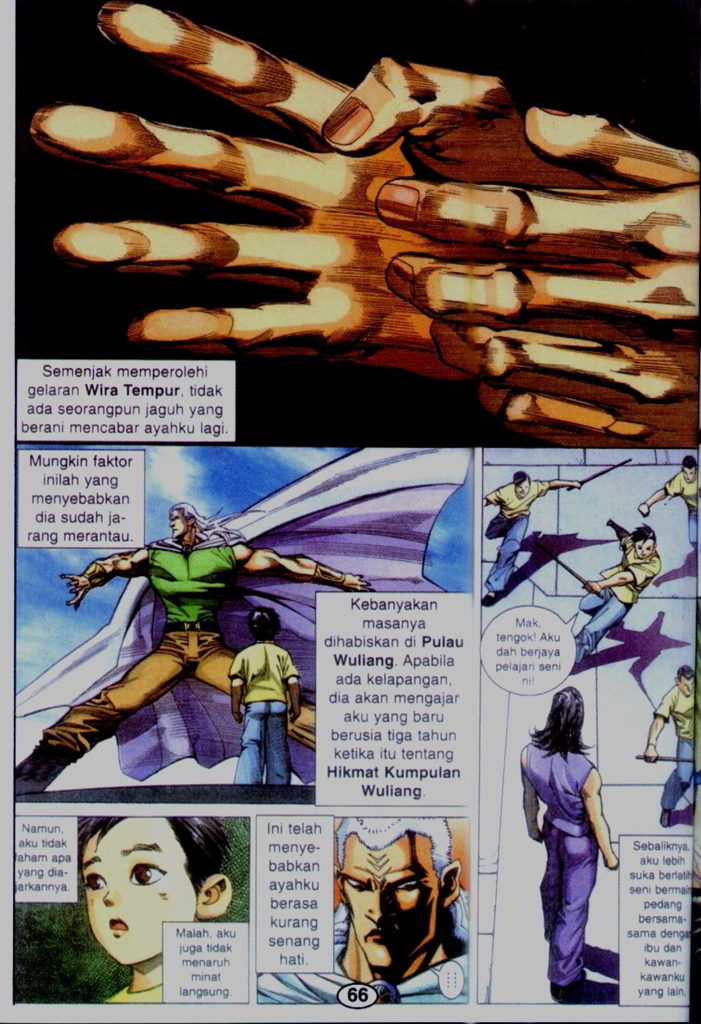 Semenjak memperolehi
gelaran Wira Tempur, tidak
ada seorangpun jaguh yang
berani mencabar ayahku lagi.
Mungkin faktor
inilah yang
menyebabkan
dia sudah ja-
rang merantau.
Kebanyakan
masanya
dihabiskan di Pulau
Wuliang. Apabila
ada kelapangan,
dia akan mengajar
aku yang baru
berusia tiga tahun
ketika itu tentang
Hikmat Kumpulan
Wuliang.
Mak,
tengok! Aku
dah berjaya
pelajari seni
ni!
Namun,
aku tidak
faham apa
yang dia-
jarkannya.
Malah, aku
juga tidak
menaruh
minat
langsung.
Ini telah
menye-
babkan
ayahku
berasa
kurang
senang
hati.
Sebaliknya,
aku lebih
suka berlatih
seni bermain
pedang
bersama-
sama dengan
ibu dan
kawan-
kawanku
yang lain.
66